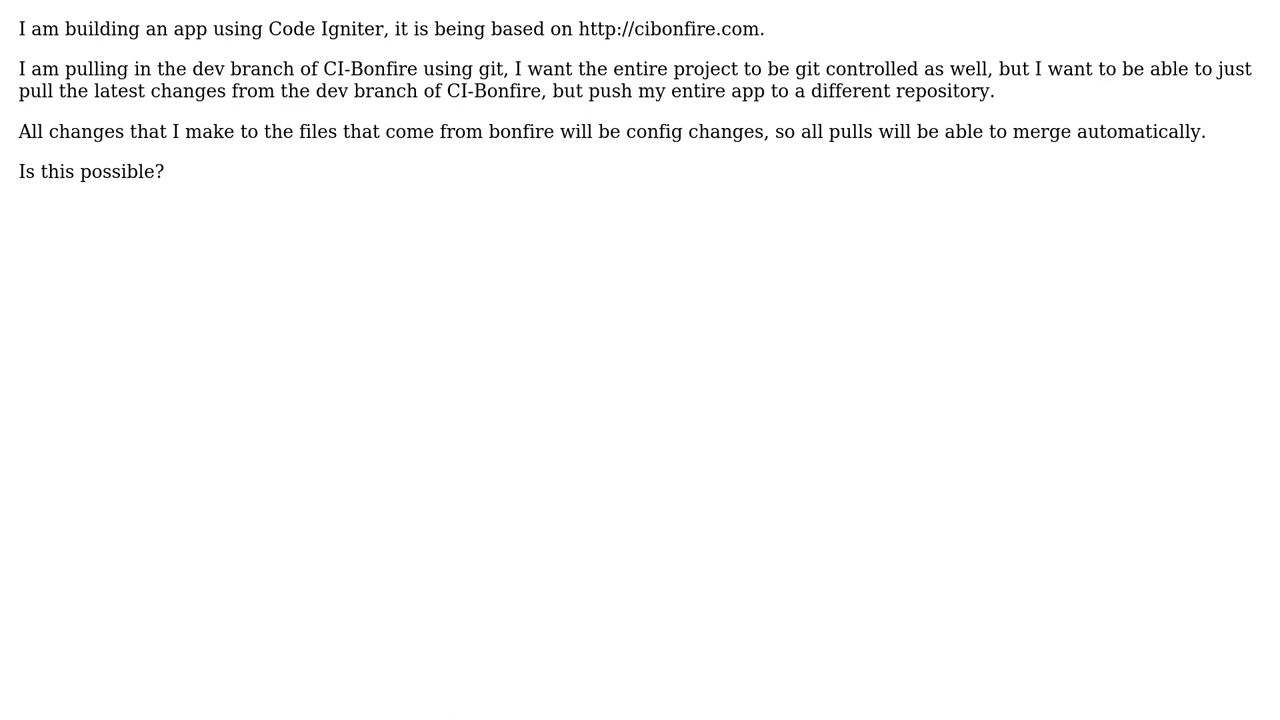 I am building an app using Code Igniter, it is being based on http://cibonfire.com.
I am pulling in the dev branch of CI-Bonfire using git, I want the entire project to be git controlled as well, but I want to be able to just
pull the latest changes from the dev branch of CI-Bonfire, but push my entire app to a different repository.
All changes that I make to the files that come from bonfire will be config changes, so all pulls will be able to merge automatically.
Is this possible?